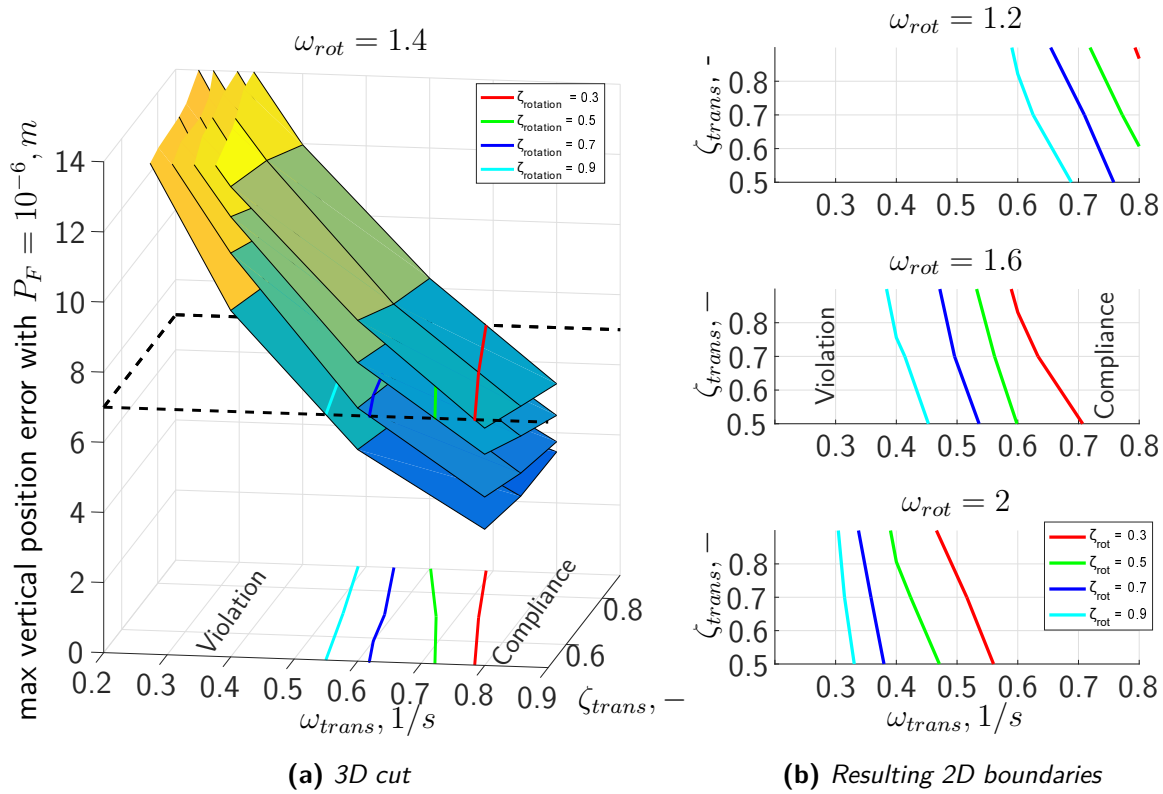 ω_rot = 1.4
max vertical position error with P_F = 10^−6, m
14
12
10
8
6
4
2
0
ζ_rotation = 0.3
ζ_rotation = 0.5
ζ_rotation = 0.7
ζ_rotation = 0.9
Violation
Compliance
0.2
0.3
0.4
0.5
0.6
0.7
0.8
0.9
0.6
0.8
ω_trans, 1/s
ζ_trans, −
(a) 3D cut
ω_rot = 1.2
ζ_trans, -
0.8
0.7
0.6
0.5
0.3 0.4 0.5 0.6 0.7 0.8
ω_rot = 1.6
ζ_trans, −
0.8
0.7
0.6
0.5
Violation
Compliance
0.3 0.4 0.5 0.6 0.7 0.8
ω_rot = 2
ζ_trans, −
0.8
0.7
0.6
0.5
ζ_rot = 0.3
ζ_rot = 0.5
ζ_rot = 0.7
ζ_rot = 0.9
0.3 0.4 0.5 0.6 0.7 0.8
ω_trans, 1/s
(b) Resulting 2D boundaries